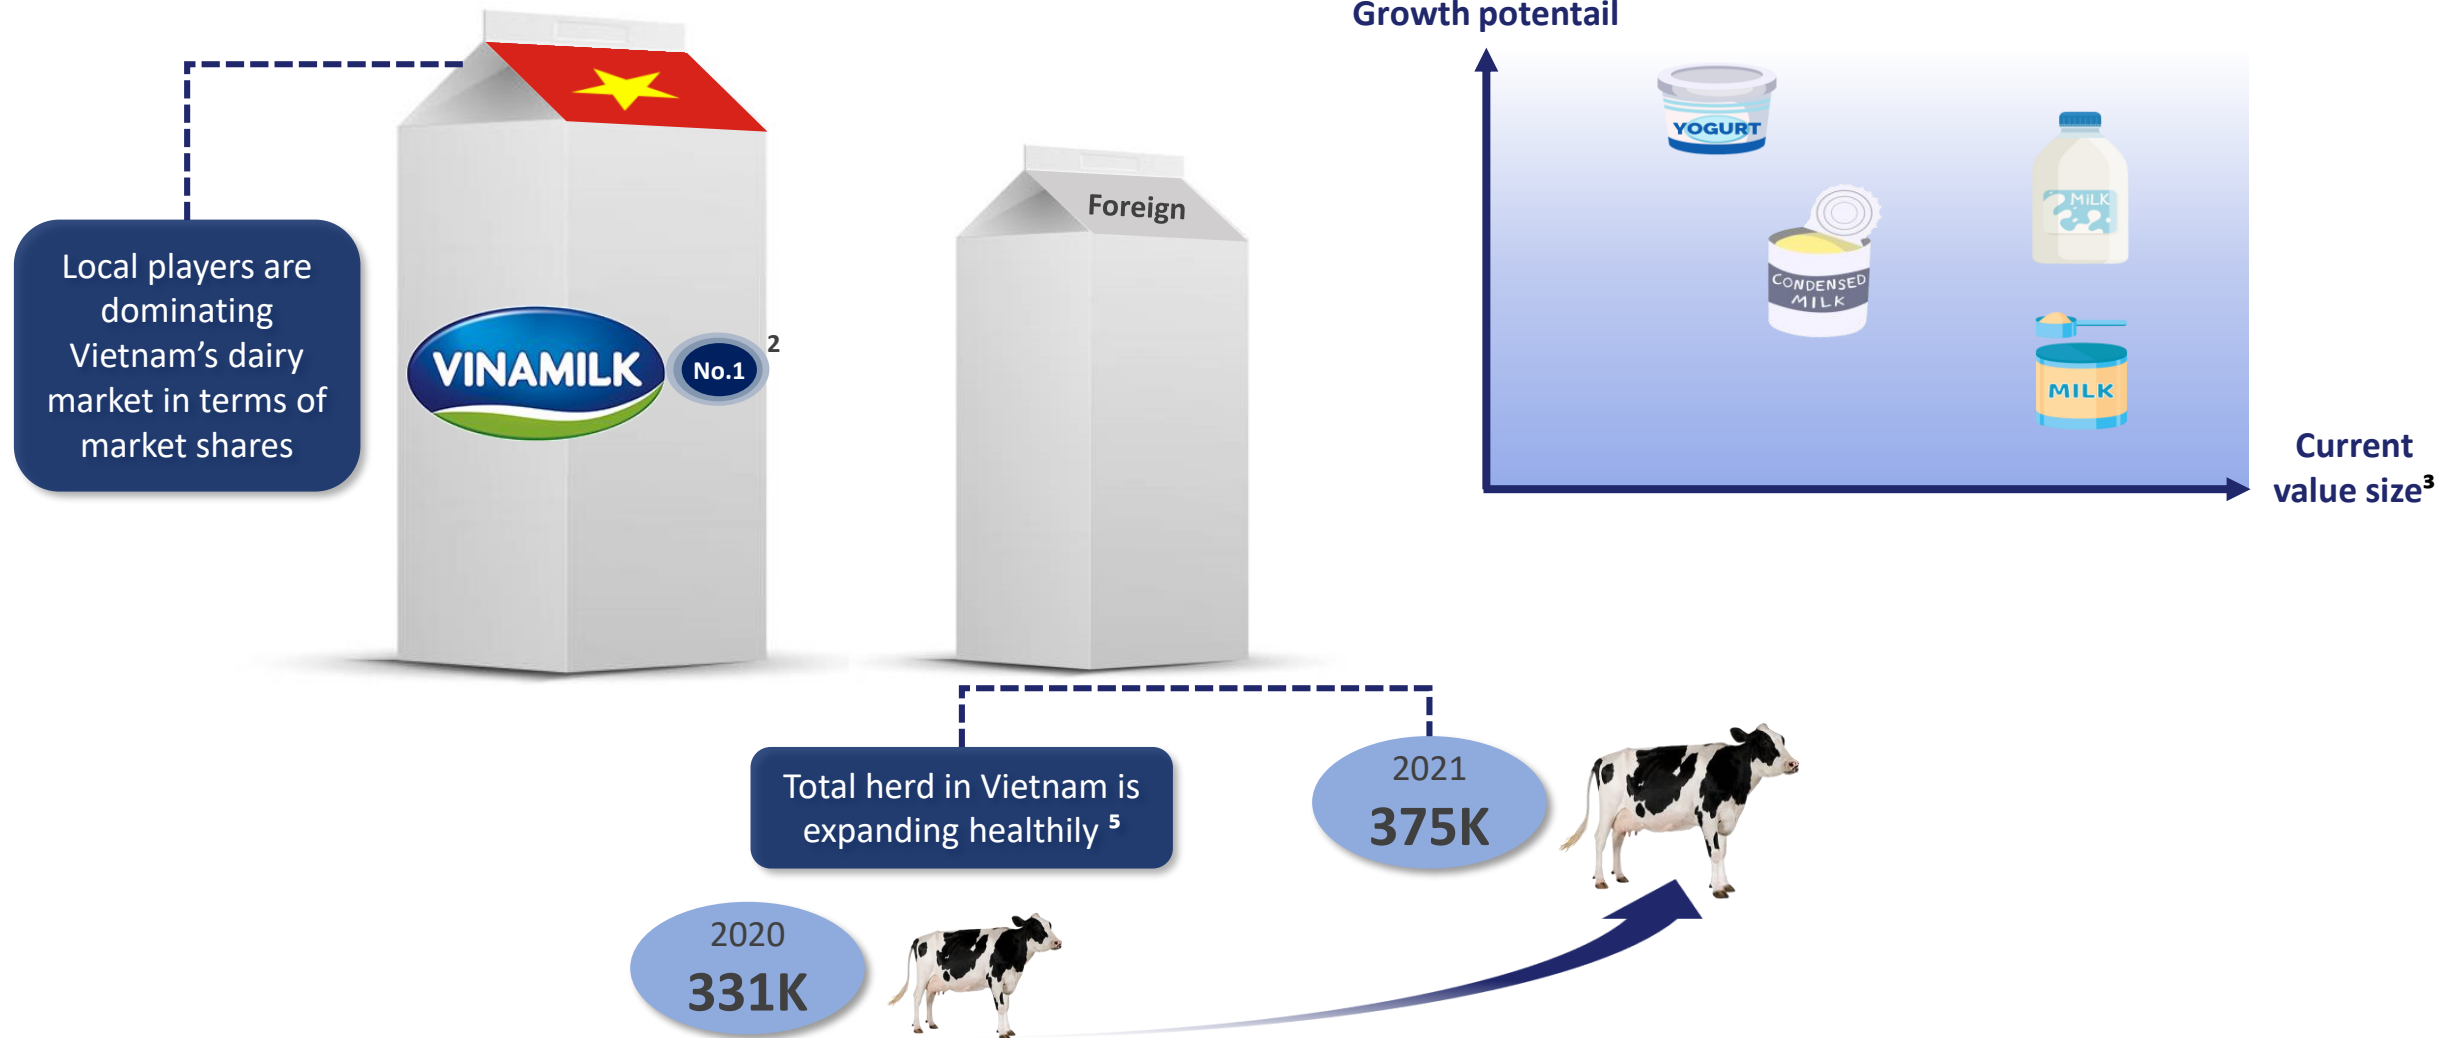 Growth potentail
YOGURT
MILK
CONDENSED
MILK
MILK
Current
value size³
Foreign
Local players are
dominating
Vietnam's dairy
market in terms of
market shares
VINAMILK
No.1
2
Total herd in Vietnam is
expanding healthily ⁵
2021
375K
2020
331K